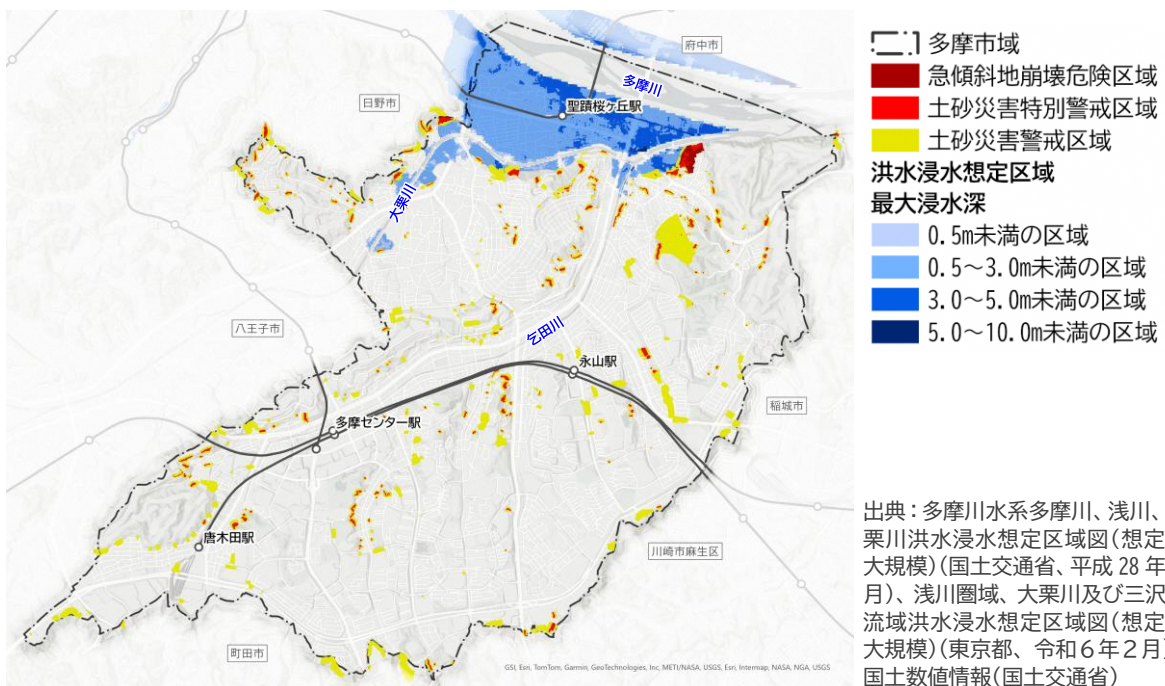 府中市
多摩川
日野市
聖蹟桜ヶ丘駅
大栗川
八王子市
乞田川
永山駅
稲城市
多摩センター駅
唐木田駅
川崎市麻生区
町田市
GSI, Esri, TomTom, Garmin, GeoTechnologies, Inc, METI/NASA, USGS, Esri, Intermap, NASA, NGA, USGS
多摩市域
急傾斜地崩壊危険区域
土砂災害特別警戒区域
土砂災害警戒区域
洪水浸水想定区域
最大浸水深
0.5m未満の区域
0.5～3.0m未満の区域
3.0～5.0m未満の区域
5.0～10.0m未満の区域
出典：多摩川水系多摩川、浅川、
栗川洪水浸水想定区域図(想定
大規模)(国土交通省、平成 28 年
月)、浅川圏域、大栗川及び三沢
流域洪水浸水想定区域図(想定
大規模)(東京都、令和６年２月)
国土数値情報(国土交通省)